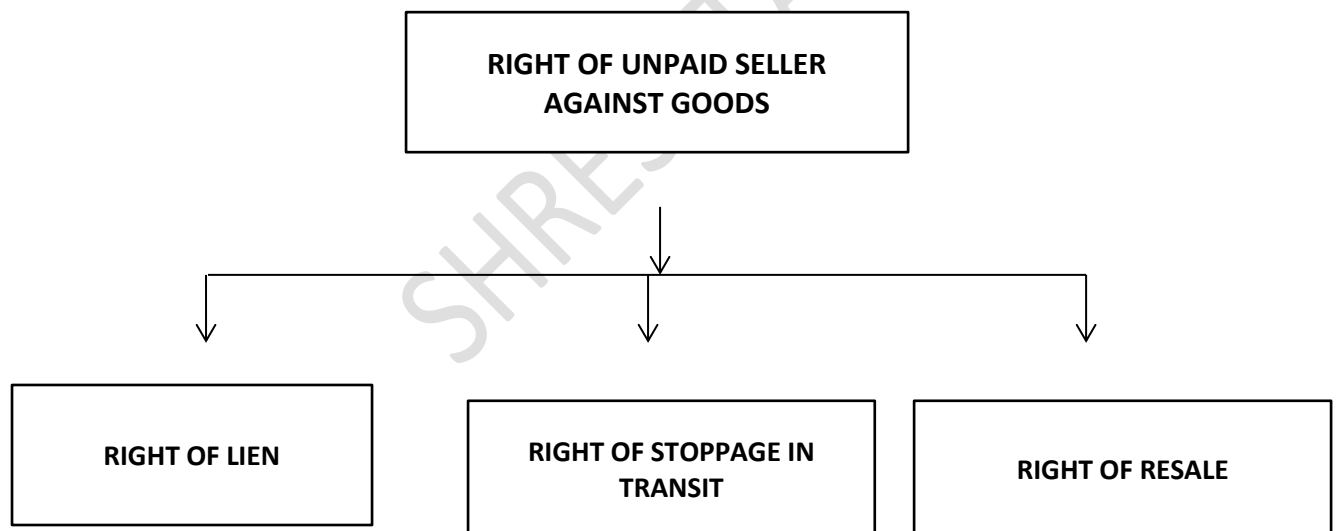 RIGHT OF UNPAID SELLER
AGAINST GOODS
RIGHT OF LIEN
RIGHT OF STOPPAGE IN
TRANSIT
RIGHT OF RESALE